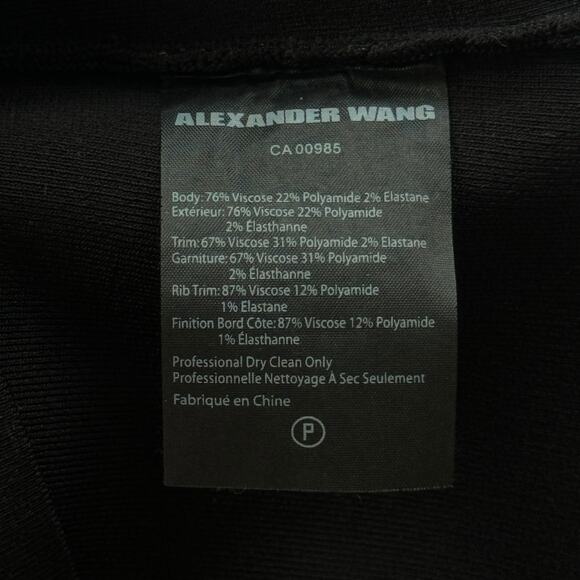 ALEXANDER WANG
CA 00985
Body: 76% Viscose 22% Polyamide 2% Elastane
Extérieur: 76% Viscose 22% Polyamide
2% Élasthanne
Trim: 67% Viscose 31% Polyamide 2% Elastane
Garniture: 67% Viscose 31% Polyamide
2% Élasthanne
Rib Trim: 87% Viscose 12% Polyamide
1% Elastane
Finition Bord Côte: 87% Viscose 12% Polyamide
1% Élasthanne
Professional Dry Clean Only
Professionnelle Nettoyage À Sec Seulement
Fabriqué en Chine
P